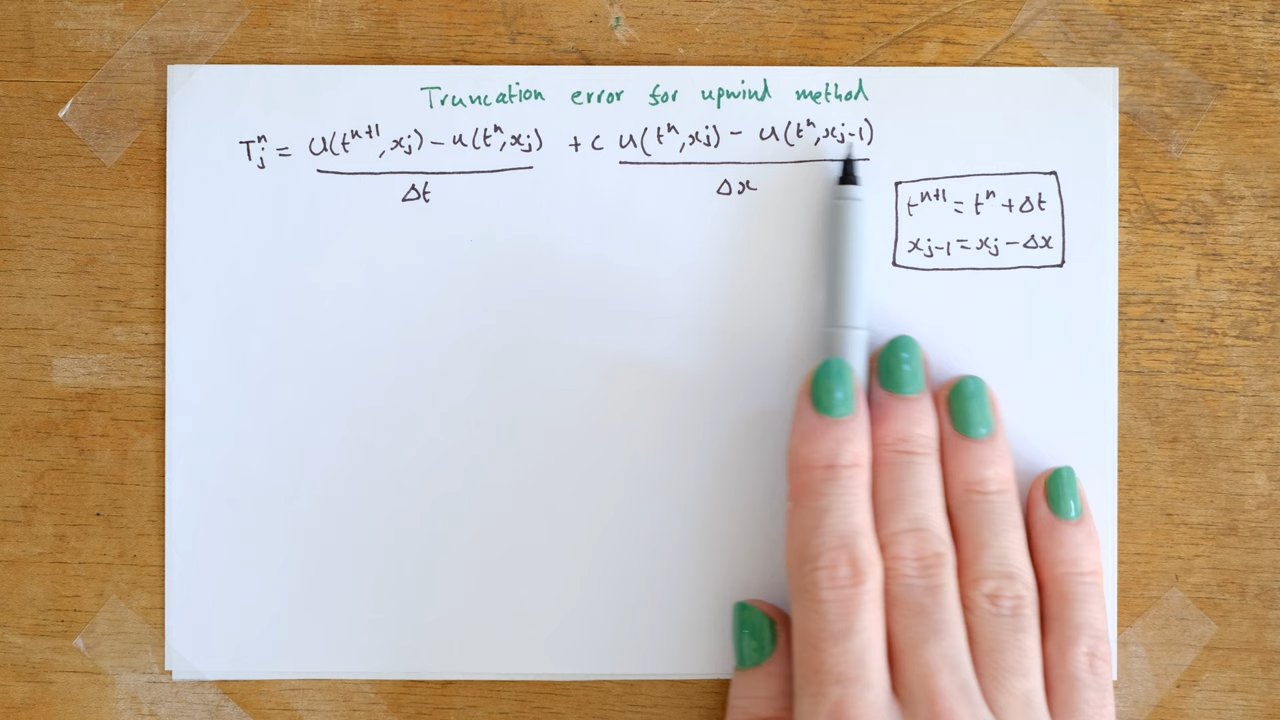 Truncation error for upwind method
T_j^n = u(t^{n+1}, x_j) - u(t^n, x_j) + c u(t^n, x_j) - u(t^n, x_{j-1})
Δt Δx
t^{n+1} = t^n + Δt
x_{j-1} = x_j - Δx